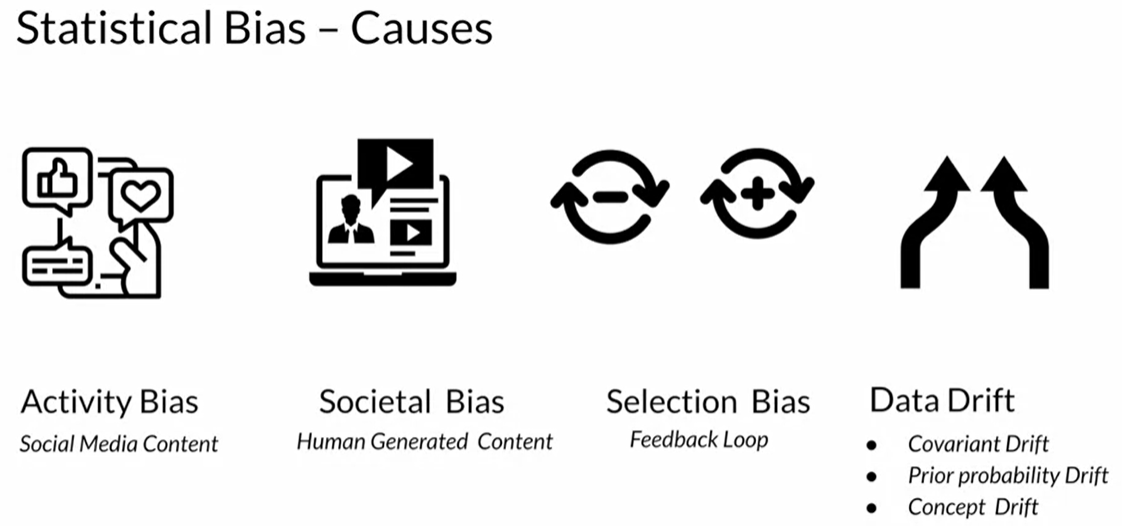 Statistical Bias – Causes
Activity Bias
Social Media Content
Societal Bias
Human Generated Content
Selection Bias
Feedback Loop
Data Drift
• Covariant Drift
• Prior probability Drift
• Concept Drift